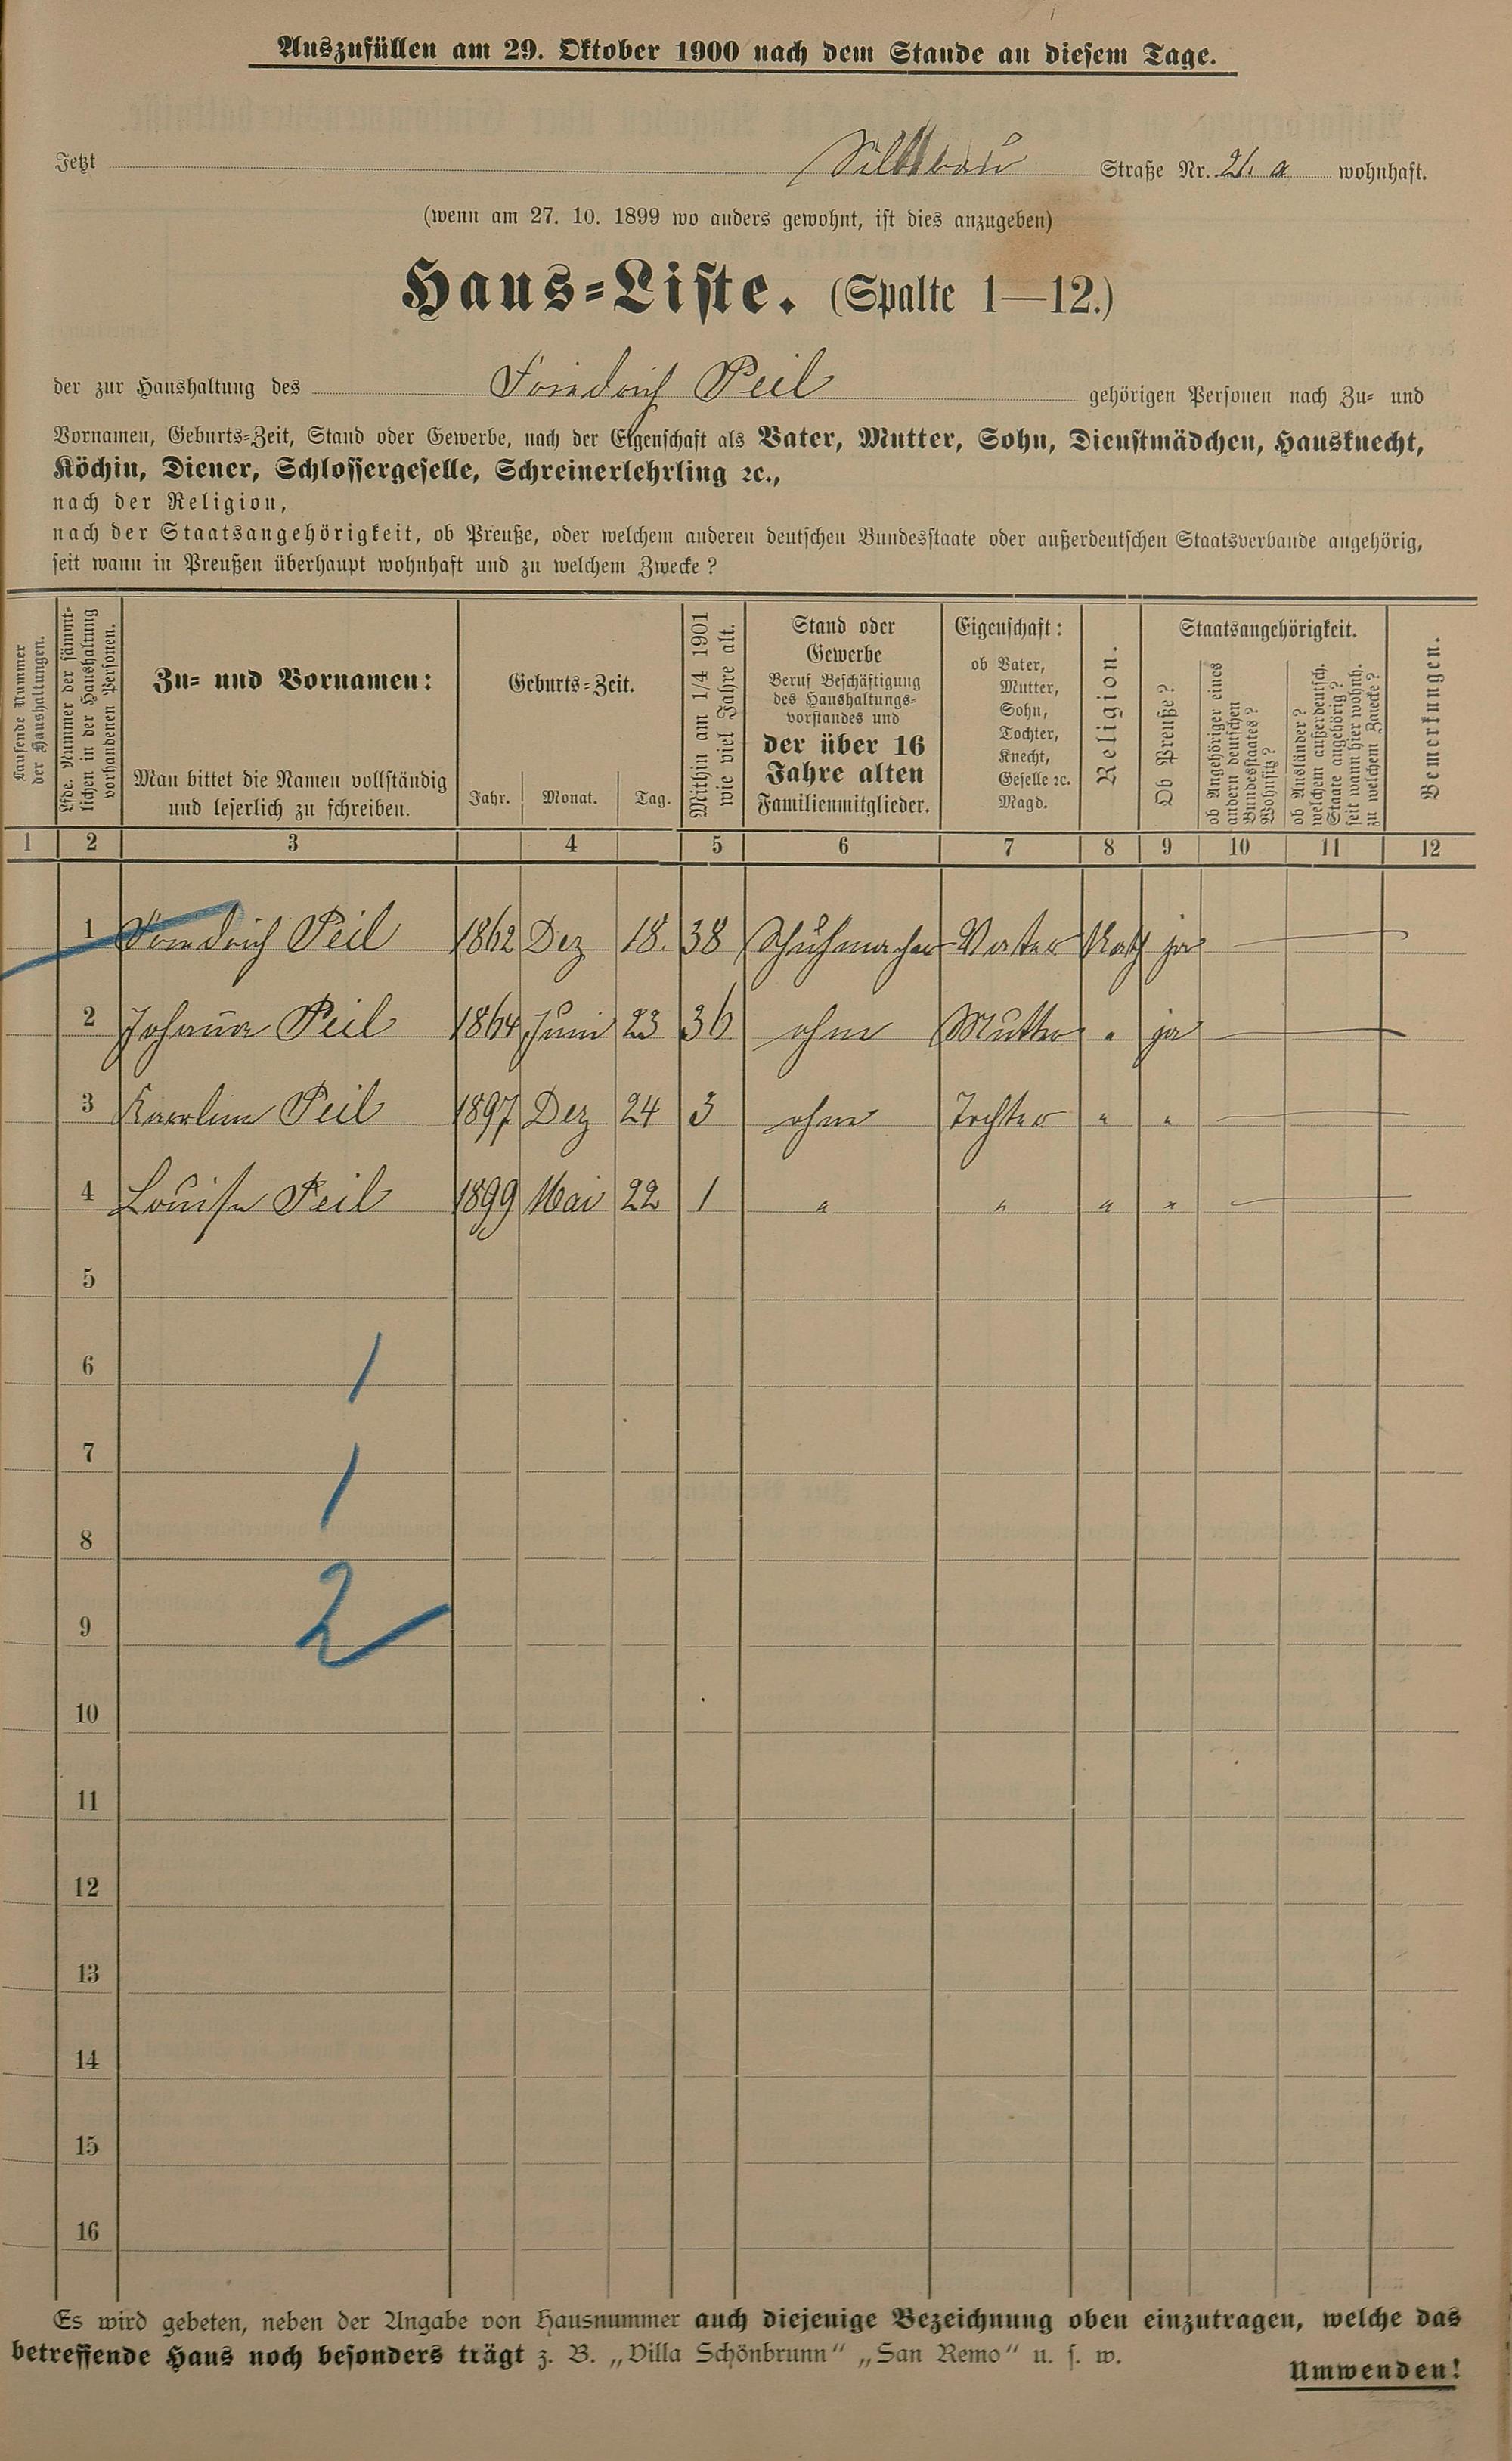 Auszufüllen am 29. Oktober 1900 nach dem Stande an diesem Tage.
Jetzt Straße Nr. 21. a wohnhaft.
(wenn am 27. 10. 1899 wo anders gewohnt, ist dies anzugeben)
Haus-Liste. (Spalte 1—12.)
der zur Haushaltung des Friedrich Peil gehörigen Personen nach Zu- und
Vornamen, Geburts-Zeit, Stand oder Gewerbe, nach der Eigenschaft als Vater, Mutter, Sohn, Dienstmädchen, Hausknecht,
Köchin, Diener, Schlossergeselle, Schreinerlehrling ꝛc.,
nach der Religion,
nach der Staatsangehörigkeit, ob Preuße, oder welchem anderen deutschen Bundesstaate oder außerdeutschen Staatsverbande angehörig,
seit wann in Preußen überhaupt wohnhaft und zu welchem Zwecke?
Laufende Nummer
der Haushaltungen.
Lfde. Nummer der sämmt-
lichen in der Haushaltung
vorhandenen Personen.
Zu- und Vornamen:
Man bittet die Namen vollständig
und leserlich zu schreiben.
Geburts-Zeit.
Jahr. Monat. Tag.
Mithin am 1/4 1901
wie viel Jahre alt.
Stand oder
Gewerbe
Beruf Beschäftigung
des Haushaltungs-
vorstandes und
der über 16
Jahre alten
Familienmitglieder.
Eigenschaft:
ob Vater,
Mutter,
Sohn,
Tochter,
Knecht,
Geselle ꝛc.
Magd.
Religion.
Staatsangehörigkeit.
Ob Preuße?
ob Angehöriger eines
andern deutschen
Bundesstaates?
Wohnsitz?
ob Ausländer?
welchem außerdeutsch.
Staate angehörig?
seit wann hier wohnh.
zu welchem Zwecke?
Bemerkungen.
1 2 3 4 5 6 7 8 9 10 11 12
1 Friedrich Peil 1862 Dez 18. 38 Schuhmacher Vater Kath ja —
2 Johanna Peil 1864 Juni 23 36 ohne Mutter " ja —
3 Karoline Peil 1897 Dez 24 3 ohne Tochter " " —
4 Louise Peil 1899 Mai 22 1 " " " " —
5
6 1
7 1
8
9 2
10
11
12
13
14
15
16
Es wird gebeten, neben der Angabe von Hausnummer auch diejenige Bezeichnung oben einzutragen, welche das
betreffende Haus noch besonders trägt z. B. „Villa Schönbrunn“ „San Remo“ u. s. w.
Umwenden!